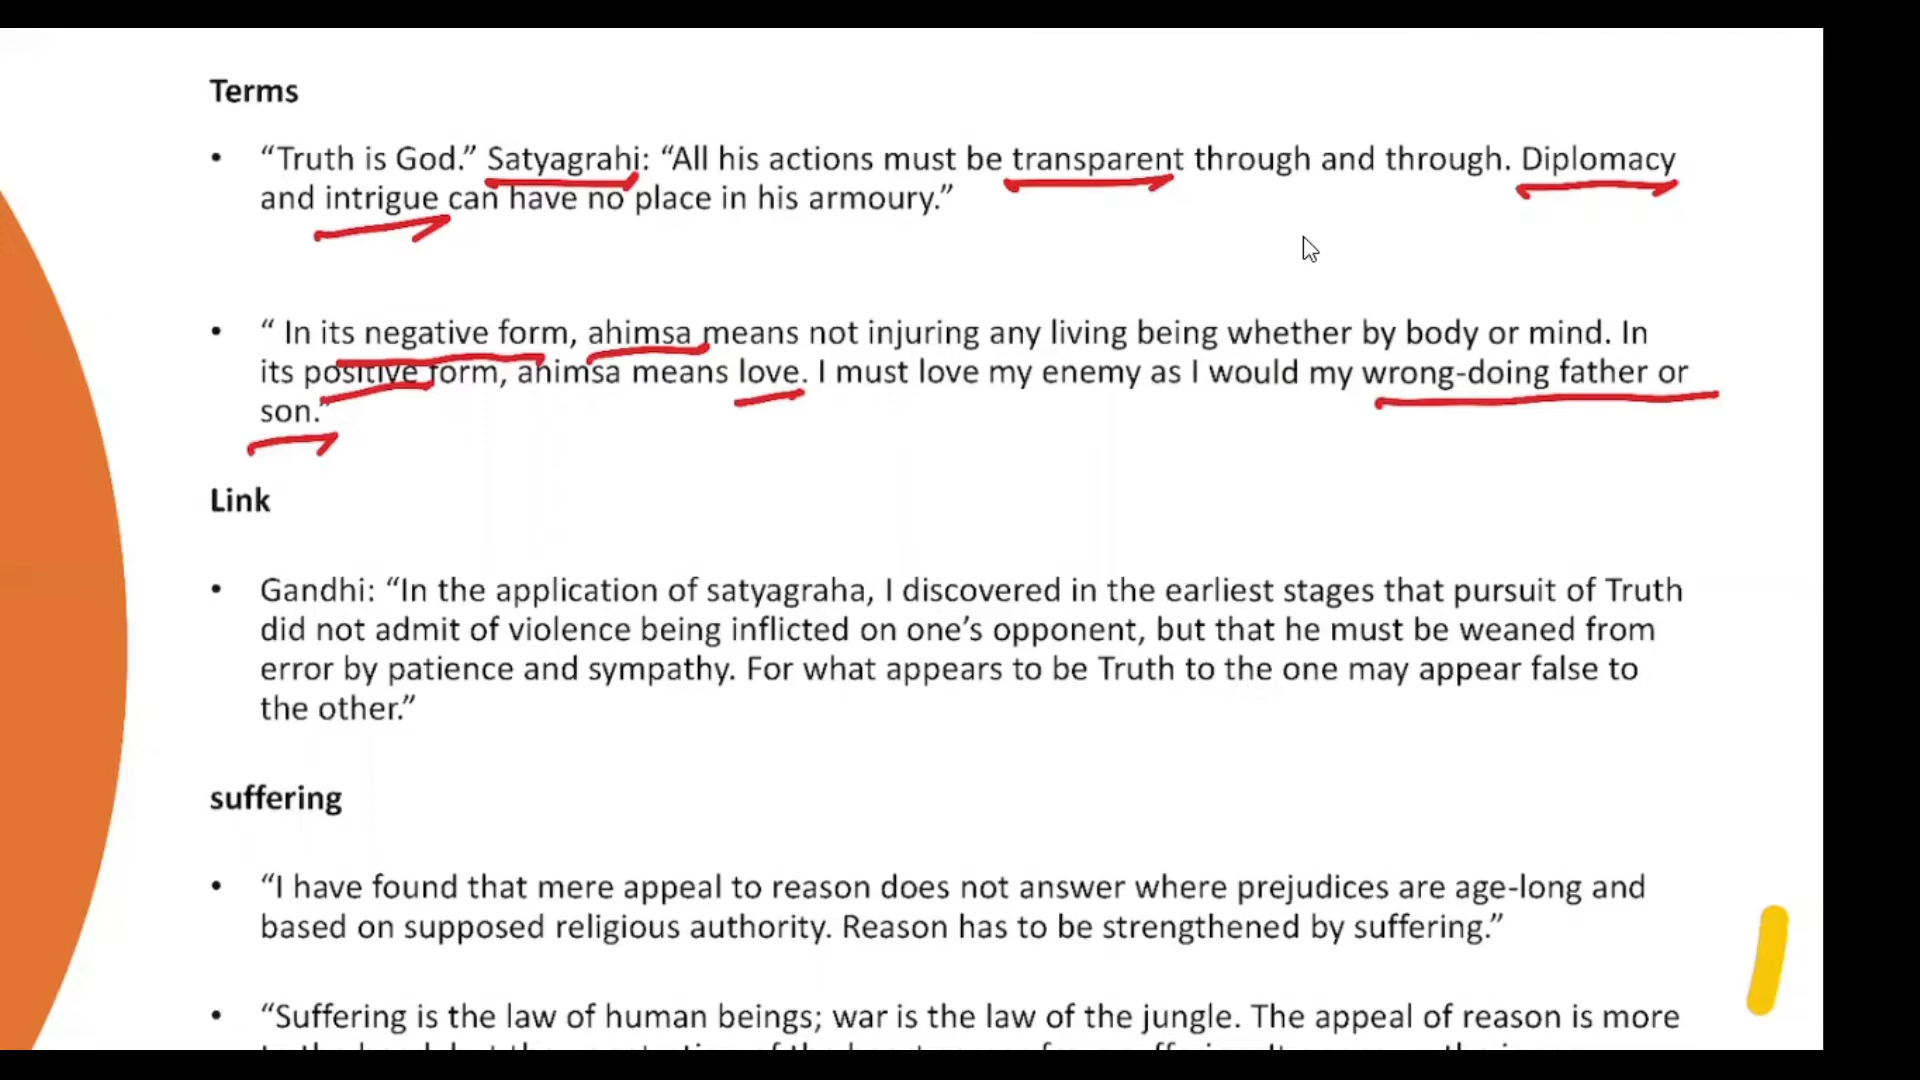 Terms
• “Truth is God.” Satyagrahi: “All his actions must be transparent through and through. Diplomacy
and intrigue can have no place in his armoury.”
• “ In its negative form, ahimsa means not injuring any living being whether by body or mind. In
its positive form, ahimsa means love. I must love my enemy as I would my wrong-doing father or
son.”
Link
• Gandhi: “In the application of satyagraha, I discovered in the earliest stages that pursuit of Truth
did not admit of violence being inflicted on one’s opponent, but that he must be weaned from
error by patience and sympathy. For what appears to be Truth to the one may appear false to
the other.”
suffering
• “I have found that mere appeal to reason does not answer where prejudices are age-long and
based on supposed religious authority. Reason has to be strengthened by suffering.”
• “Suffering is the law of human beings; war is the law of the jungle. The appeal of reason is more